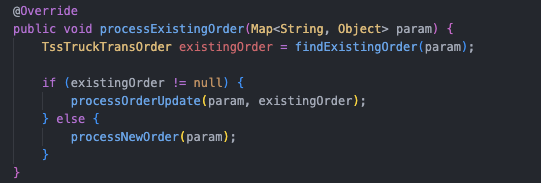 @Override
public void processExistingOrder(Map<String, Object> param) {
    TssTruckTransOrder existingOrder = findExistingOrder(param);

    if (existingOrder != null) {
        processOrderUpdate(param, existingOrder);
    } else {
        processNewOrder(param);
    }
}